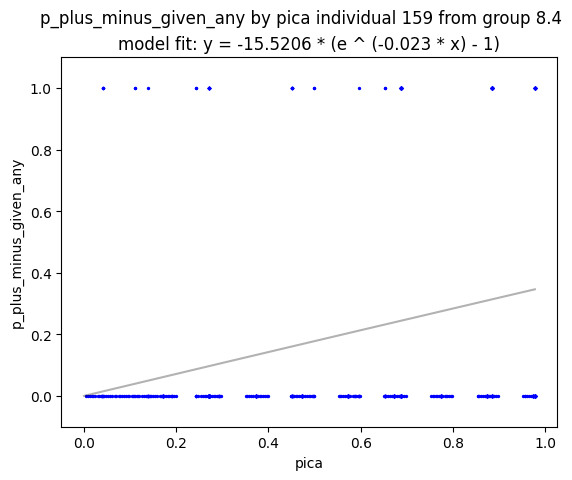 p_plus_minus_given_any by pica individual 159 from group 8.4
model fit: y = -15.5206 * (e ^ (-0.023 * x) - 1)
1.0
0.8
0.6
0.4
0.2
0.0
p_plus_minus_given_any
0.0 0.2 0.4 0.6 0.8 1.0
pica